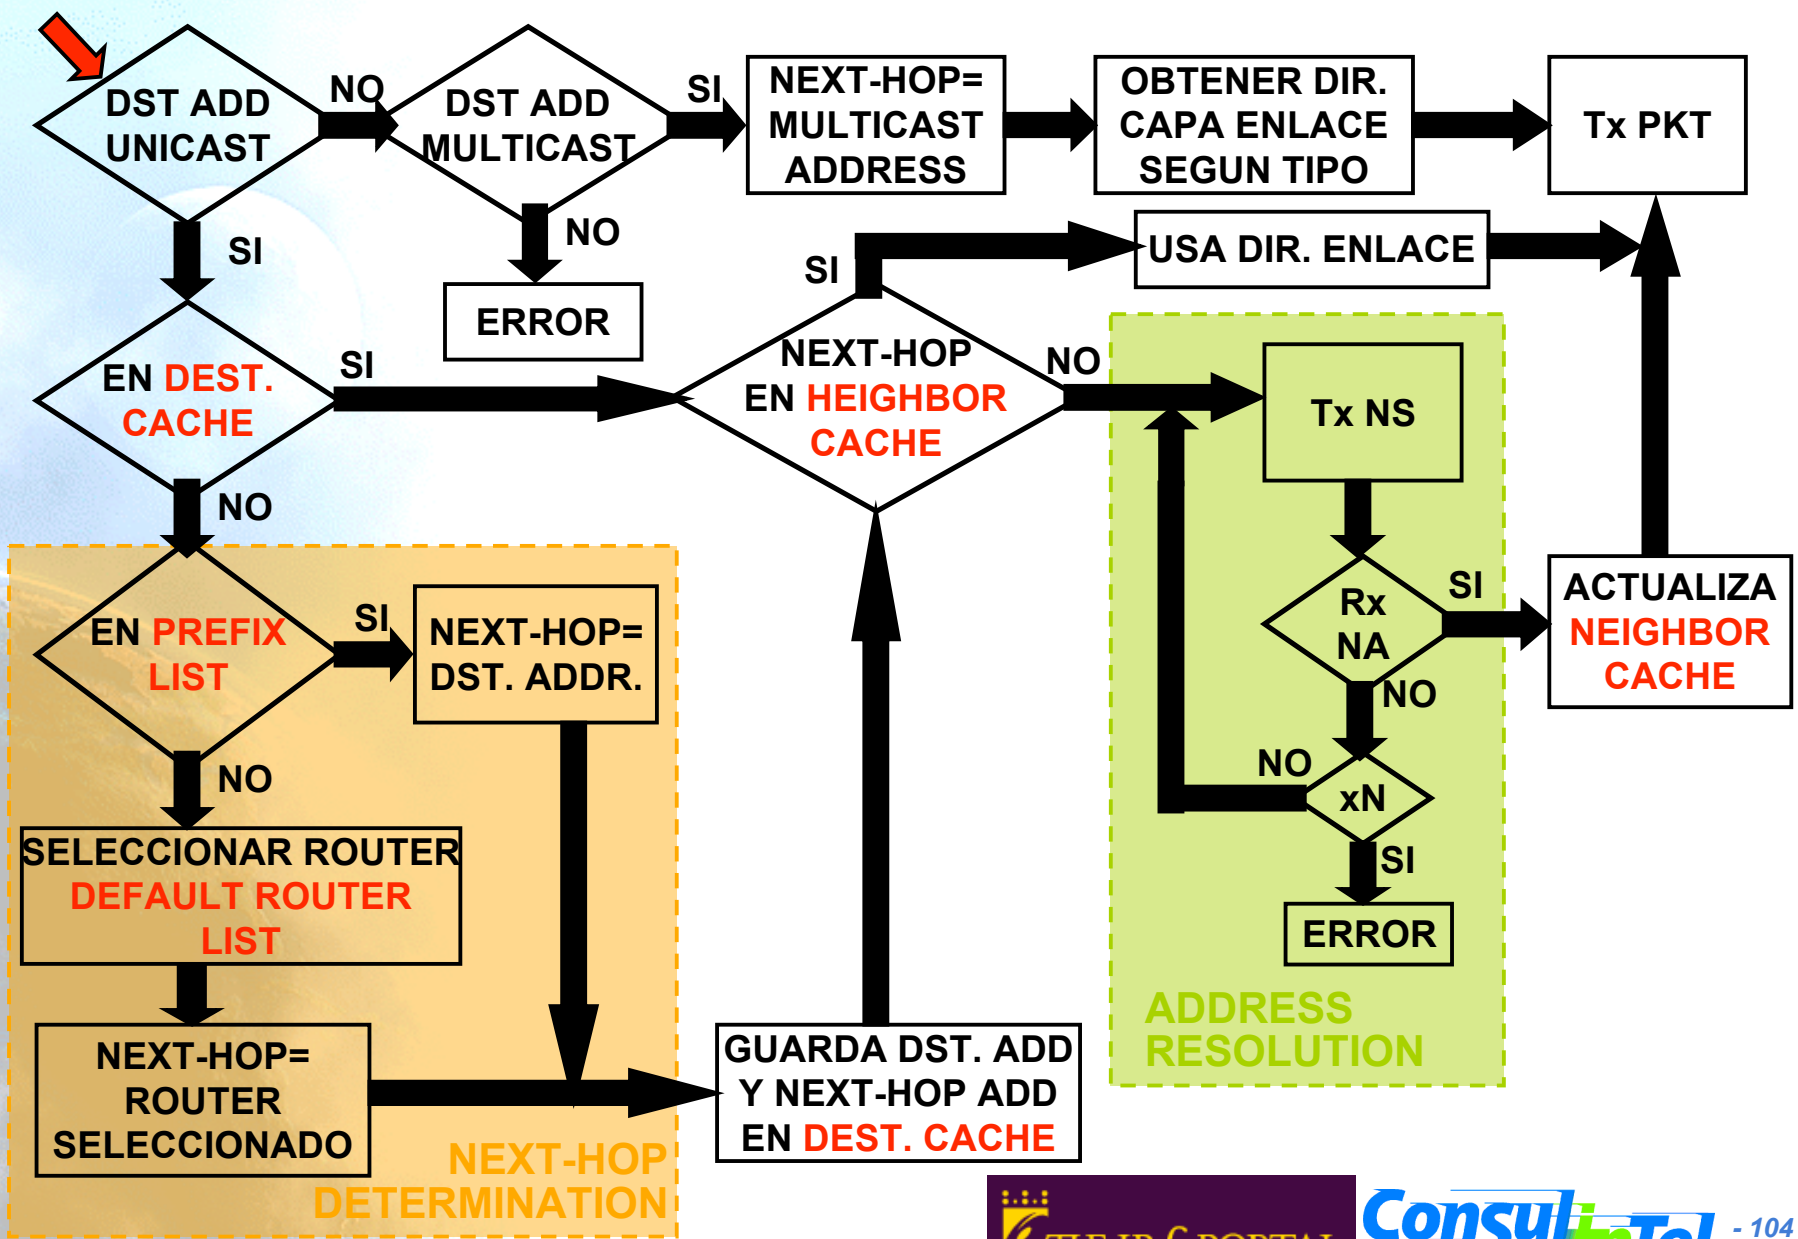 DST ADD
UNICAST
NO
DST ADD
MULTICAST
SI
NEXT-HOP=
MULTICAST
ADDRESS
OBTENER DIR.
CAPA ENLACE
SEGUN TIPO
Tx PKT
SI
NO
ERROR
SI
USA DIR. ENLACE
EN DEST.
CACHE
SI
NEXT-HOP
EN HEIGHBOR
CACHE
NO
Tx NS
NO
EN PREFIX
LIST
SI
NEXT-HOP=
DST. ADDR.
Rx
NA
SI
ACTUALIZA
NEIGHBOR
CACHE
NO
NO
xN
NO
SI
ERROR
SELECCIONAR ROUTER
DEFAULT ROUTER
LIST
NEXT-HOP=
ROUTER
SELECCIONADO
NEXT-HOP
DETERMINATION
GUARDA DST. ADD
Y NEXT-HOP ADD
EN DEST. CACHE
ADDRESS
RESOLUTION
THE IPv6 PORTAL
ConsulInTel
- 104